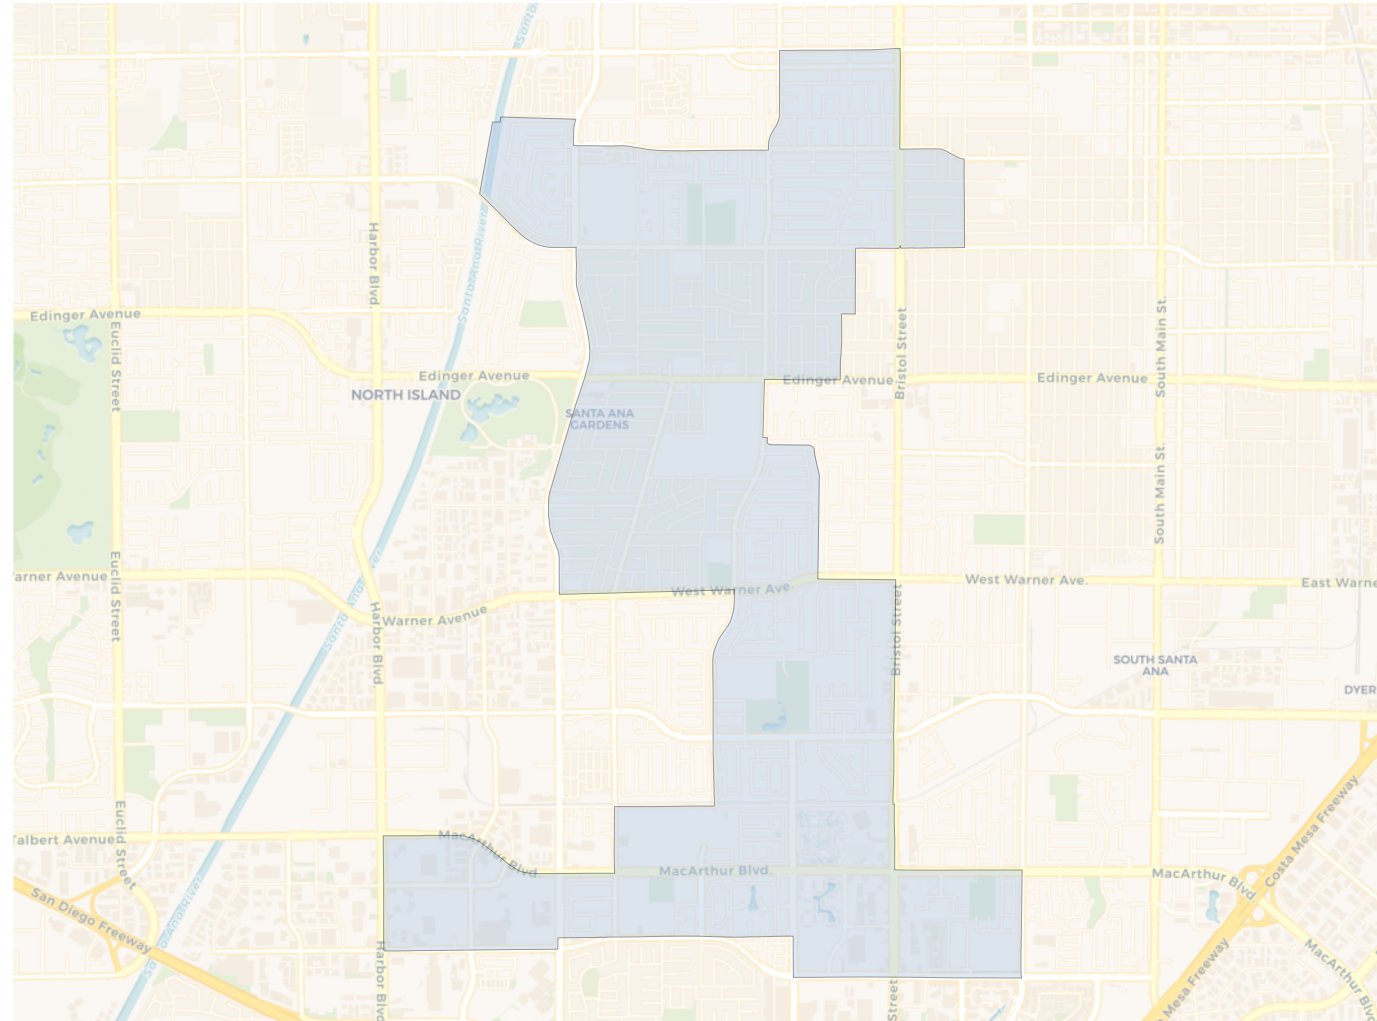 Santa
Harbor Blvd.
Santa Ana River
Edinger Avenue
Euclid Street
Bristol Street
South Main St.
Edinger Avenue
Edinger Avenue
Edinger Avenue
NORTH ISLAND
SANTA ANA
GARDENS
South Main St.
Euclid Street
arner Avenue
Santa Ana River
West Warner Ave.
West Warner Ave.
East Warne
Harbor Blvd.
Warner Avenue
Bristol Street
SOUTH SANTA
ANA
DYER
Euclid Street
Talbert Avenue
MacArthur Blvd
MacArthur Blvd.
MacArthur Blvd.
Costa Mesa Freeway
San Diego Freeway
Santa Ana River
Harbor Blvd
Street
Mesa Freeway
MacArthur Blvd